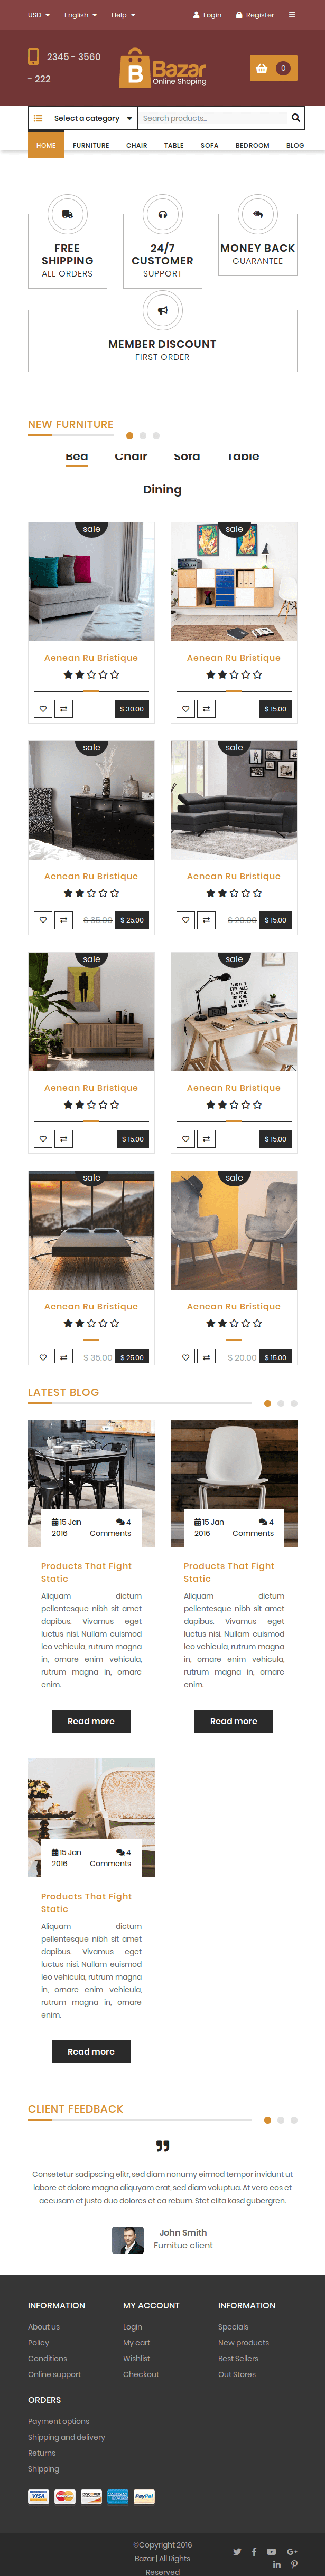 USD English Help Login Register
2345 - 3560 - 222
Bazar
Online Shoping
0
Select a category Search products...
HOME FURNITURE CHAIR TABLE SOFA BEDROOM BLOG
FREE SHIPPING
ALL ORDERS
24/7 CUSTOMER
SUPPORT
MONEY BACK
GUARANTEE
MEMBER DISCOUNT
FIRST ORDER
NEW FURNITURE
Bed Chair Sofa Table
Dining
sale
Aenean Ru Bristique
$ 30.00
sale
Aenean Ru Bristique
$ 15.00
sale
Aenean Ru Bristique
$ 35.00 $ 25.00
sale
Aenean Ru Bristique
$ 20.00 $ 15.00
sale
Aenean Ru Bristique
$ 15.00
sale
Aenean Ru Bristique
$ 15.00
sale
Aenean Ru Bristique
$ 35.00 $ 25.00
sale
Aenean Ru Bristique
$ 20.00 $ 15.00
LATEST BLOG
15 Jan 2016
4 Comments
Products That Fight
Static
Aliquam dictum
pellentesque nibh sit amet
dapibus. Vivamus eget
luctus nisi. Nullam euismod
leo vehicula, rutrum magna
in, ornare enim vehicula,
rutrum magna in, ornare
enim.
Read more
15 Jan 2016
4 Comments
Products That Fight
Static
Aliquam dictum
pellentesque nibh sit amet
dapibus. Vivamus eget
luctus nisi. Nullam euismod
leo vehicula, rutrum magna
in, ornare enim vehicula,
rutrum magna in, ornare
enim.
Read more
15 Jan 2016
4 Comments
Products That Fight
Static
Aliquam dictum
pellentesque nibh sit amet
dapibus. Vivamus eget
luctus nisi. Nullam euismod
leo vehicula, rutrum magna
in, ornare enim vehicula,
rutrum magna in, ornare
enim.
Read more
CLIENT FEEDBACK
Consetetur sadipscing elitr, sed diam nonumy eirmod tempor invidunt ut
labore et dolore magna aliquyam erat, sed diam voluptua. At vero eos et
accusam et justo duo dolores et ea rebum. Stet clita kasd gubergren.
John Smith
Furnitue client
INFORMATION
About us
Policy
Conditions
Online support
MY ACCOUNT
Login
My cart
Wishlist
Checkout
INFORMATION
Specials
New products
Best Sellers
Out Stores
ORDERS
Payment options
Shipping and delivery
Returns
Shipping
VISA MasterCard DISCOVER PayPal
©Copyright 2016
Bazar | All Rights
Reserved